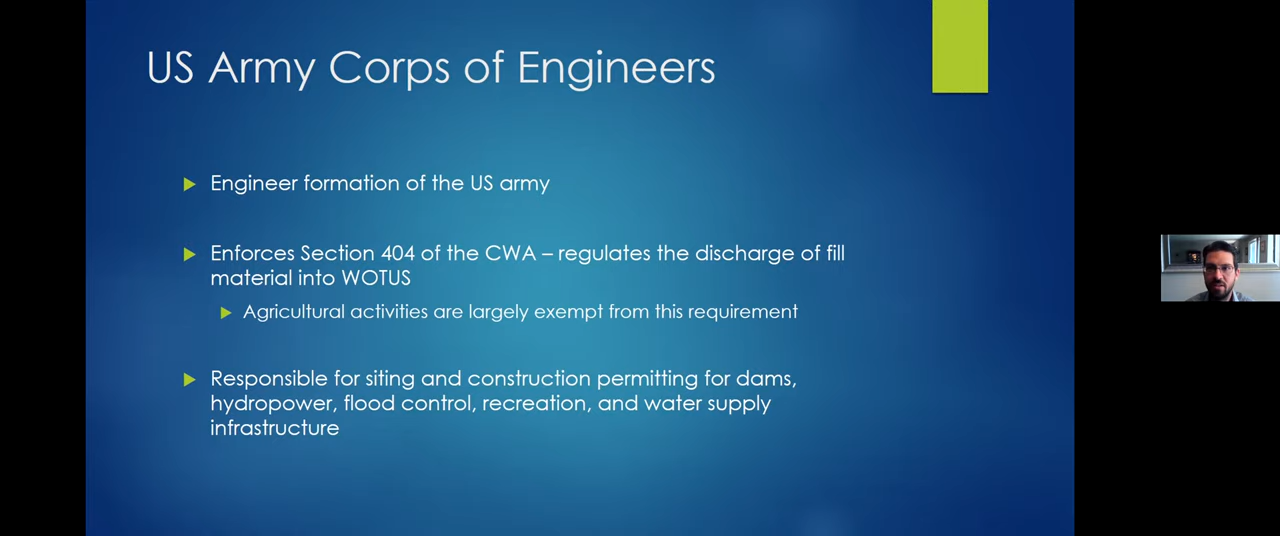 US Army Corps of Engineers
Engineer formation of the US army
Enforces Section 404 of the CWA – regulates the discharge of fill
material into WOTUS
Agricultural activities are largely exempt from this requirement
Responsible for siting and construction permitting for dams,
hydropower, flood control, recreation, and water supply
infrastructure